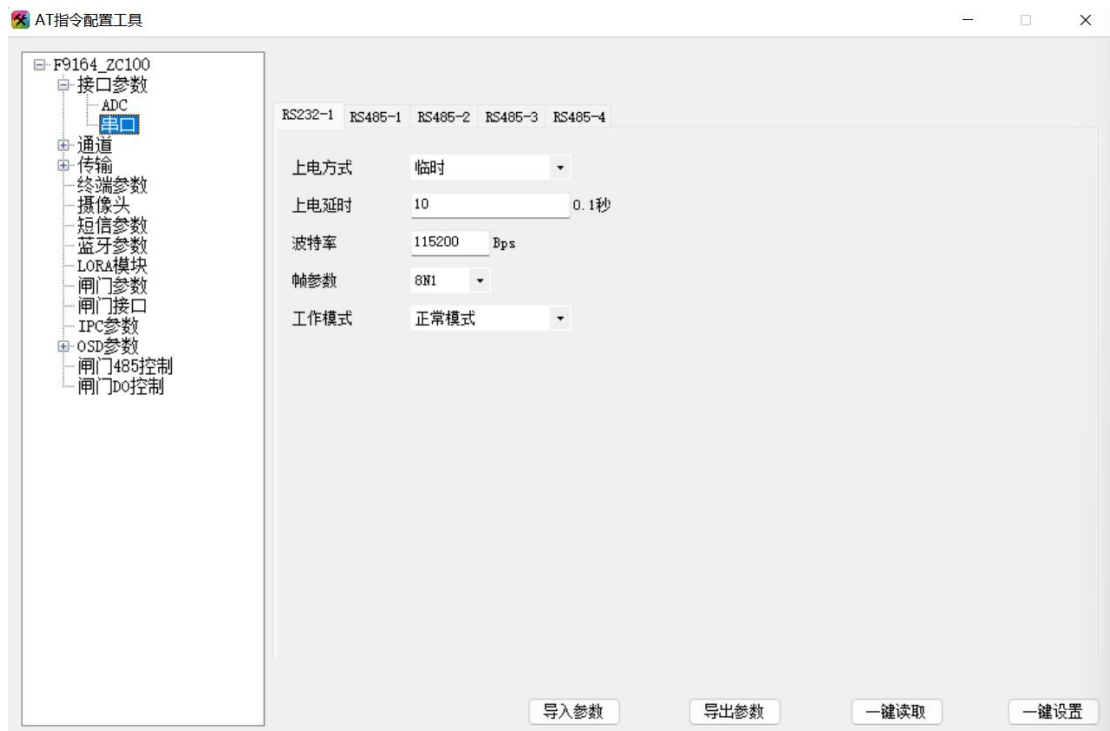 AT指令配置工具
F9164_ZC100
接口参数
ADC
串口
通道
传输
终端参数
摄像头
短信参数
蓝牙参数
LORA模块
闸门参数
闸门接口
IPC参数
OSD参数
闸门485控制
闸门DO控制
RS232-1 RS485-1 RS485-2 RS485-3 RS485-4
上电方式 临时
上电延时 10 0.1秒
波特率 115200 Bps
帧参数 8N1
工作模式 正常模式
导入参数 导出参数 一键读取 一键设置